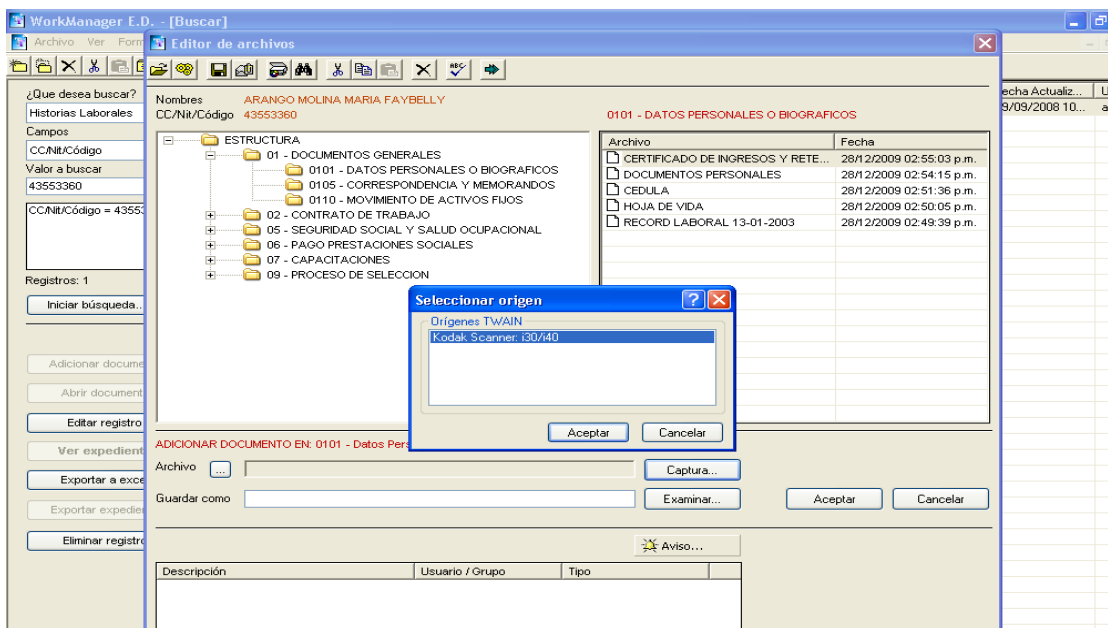 WorkManager E.D. - [Buscar]
Archivo Ver Form
Editor de archivos
¿Que desea buscar?
Historias Laborales
Campos
CC/Nit/Código
Valor a buscar
43553360
CC/Nit/Código = 43553
Registros: 1
Iniciar búsqueda..
Adicionar docume
Abrir document
Editar registro
Ver expedient
Exportar a exce
Exportar expedie
Eliminar registro
Nombres ARANGO MOLINA MARIA FAYBELLY
CC/Nit/Código 43553360
0101 - DATOS PERSONALES O BIOGRAFICOS
ESTRUCTURA
01 - DOCUMENTOS GENERALES
0101 - DATOS PERSONALES O BIOGRAFICOS
0105 - CORRESPONDENCIA Y MEMORANDOS
0110 - MOVIMIENTO DE ACTIVOS FIJOS
02 - CONTRATO DE TRABAJO
05 - SEGURIDAD SOCIAL Y SALUD OCUPACIONAL
06 - PAGO PRESTACIONES SOCIALES
07 - CAPACITACIONES
09 - PROCESO DE SELECCION
Archivo Fecha
CERTIFICADO DE INGRESOS Y RETE... 28/12/2009 02:55:03 p.m.
DOCUMENTOS PERSONALES 28/12/2009 02:54:15 p.m.
CEDULA 28/12/2009 02:51:36 p.m.
HOJA DE VIDA 28/12/2009 02:50:05 p.m.
RECORD LABORAL 13-01-2003 28/12/2009 02:49:39 p.m.
Seleccionar origen
Orígenes TWAIN
Kodak Scanner: i30/i40
Aceptar Cancelar
ADICIONAR DOCUMENTO EN: 0101 - Datos Pers
Archivo ... Captura...
Guardar como Examinar... Aceptar Cancelar
Aviso...
Descripción Usuario / Grupo Tipo
echa Actualiz... U
9/09/2008 10... a